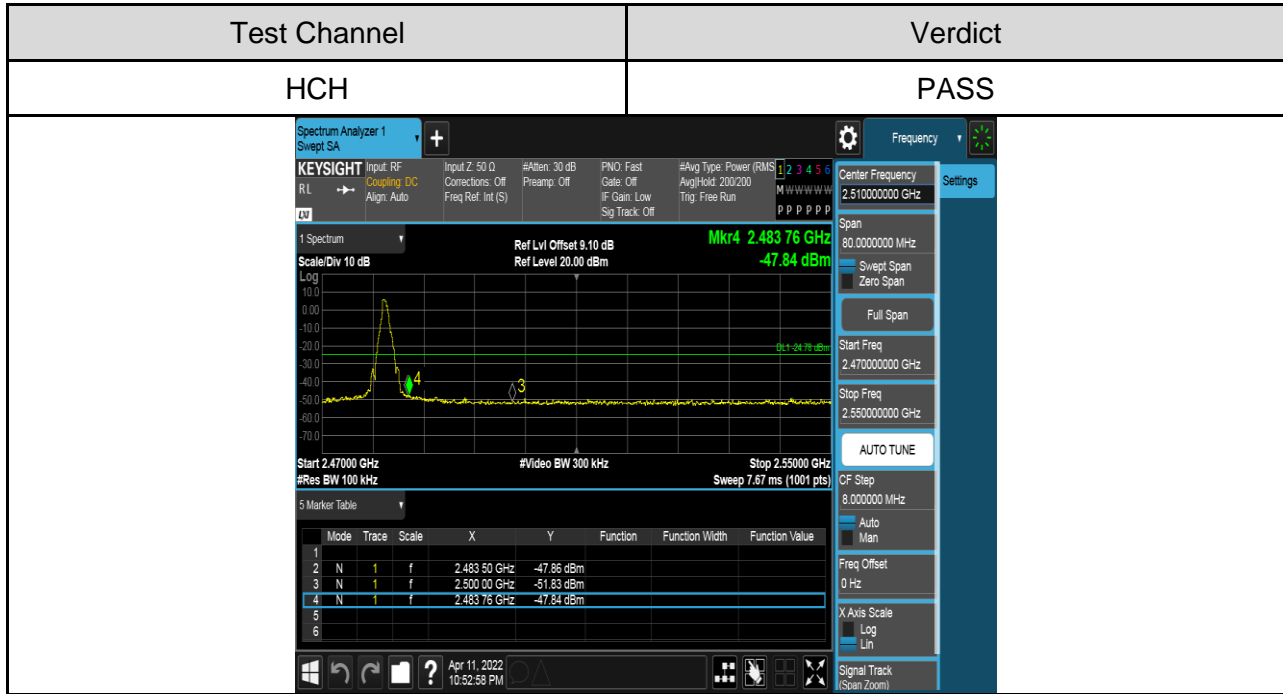 Test Channel Verdict
HCH PASS
Spectrum Analyzer 1
Swept SA
+
Frequency
KEYSIGHT Input: RF Input Z: 50 Ω #Atten: 30 dB PNO: Fast #Avg Type: Power (RMS 1 2 3 4 5 6
RL Coupling: DC Corrections: Off Preamp: Off Gate: Off Avg|Hold: 200/200 M W W W W W
Align: Auto Freq Ref: Int (S) IF Gain: Low Trig: Free Run
LXI Sig Track: Off P P P P P P
1 Spectrum Ref Lvl Offset 9.10 dB Mkr4 2.483 76 GHz
Scale/Div 10 dB Ref Level 20.00 dBm -47.84 dBm
Log
10.0
0.00
-10.0
-20.0 DL1 -24.78 dBm
-30.0
-40.0 4 3
-50.0
-60.0
-70.0
Start 2.47000 GHz #Video BW 300 kHz Stop 2.55000 GHz
#Res BW 100 kHz Sweep 7.67 ms (1001 pts)
5 Marker Table
Mode Trace Scale X Y Function Function Width Function Value
1
2 N 1 f 2.483 50 GHz -47.86 dBm
3 N 1 f 2.500 00 GHz -51.83 dBm
4 N 1 f 2.483 76 GHz -47.84 dBm
5
6
? Apr 11, 2022
10:52:58 PM
Center Frequency
2.510000000 GHz
Settings
Span
80.0000000 MHz
Swept Span
Zero Span
Full Span
Start Freq
2.470000000 GHz
Stop Freq
2.550000000 GHz
AUTO TUNE
CF Step
8.000000 MHz
Auto
Man
Freq Offset
0 Hz
X Axis Scale
Log
Lin
Signal Track
(Span Zoom)